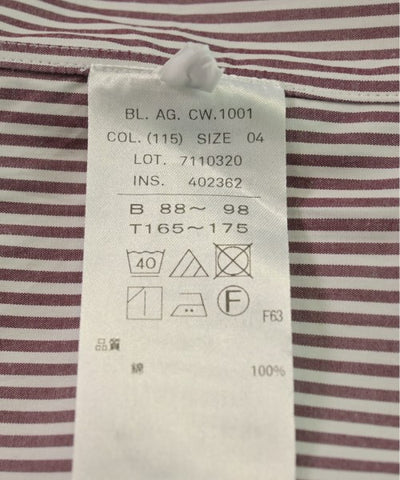 BL. AG. CW.1001
COL. (115) SIZE 04
LOT. 7110320
INS. 402362
B 88～ 98
T165～175
40
F F63
品質
綿 100%